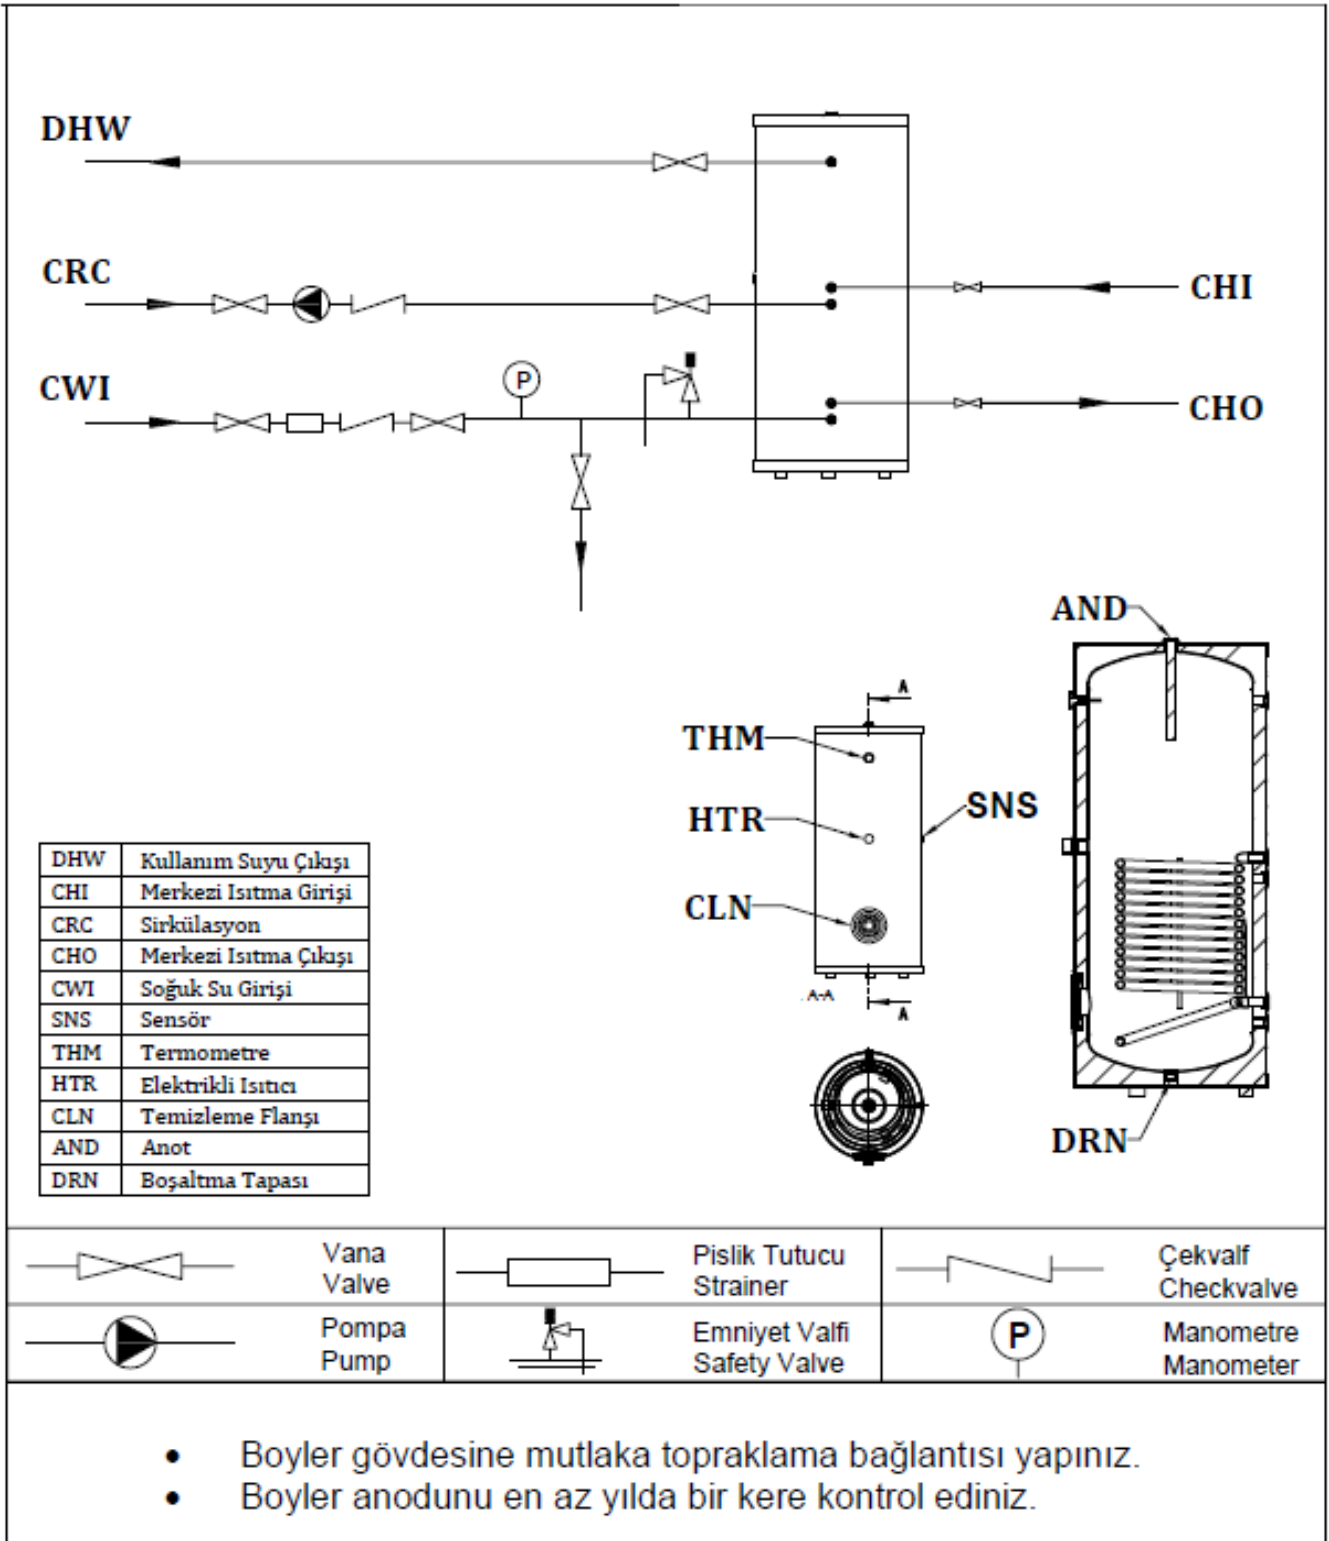 DHW
CRC
CHI
CWI
P
CHO
AND
A
THM
HTR
SNS
CLN
A-A
A
DRN
DHW Kullanım Suyu Çıkışı
CHI Merkezi Isıtma Girişi
CRC Sirkülasyon
CHO Merkezi Isıtma Çıkışı
CWI Soğuk Su Girişi
SNS Sensör
THM Termometre
HTR Elektrikli Isıtıcı
CLN Temizleme Flanşı
AND Anot
DRN Boşaltma Tapası
Vana
Valve
Pislik Tutucu
Strainer
Çekvalf
Checkvalve
Pompa
Pump
Emniyet Valfi
Safety Valve
P
Manometre
Manometer
• Boyler gövdesine mutlaka topraklama bağlantısı yapınız.
• Boyler anodunu en az yılda bir kere kontrol ediniz.